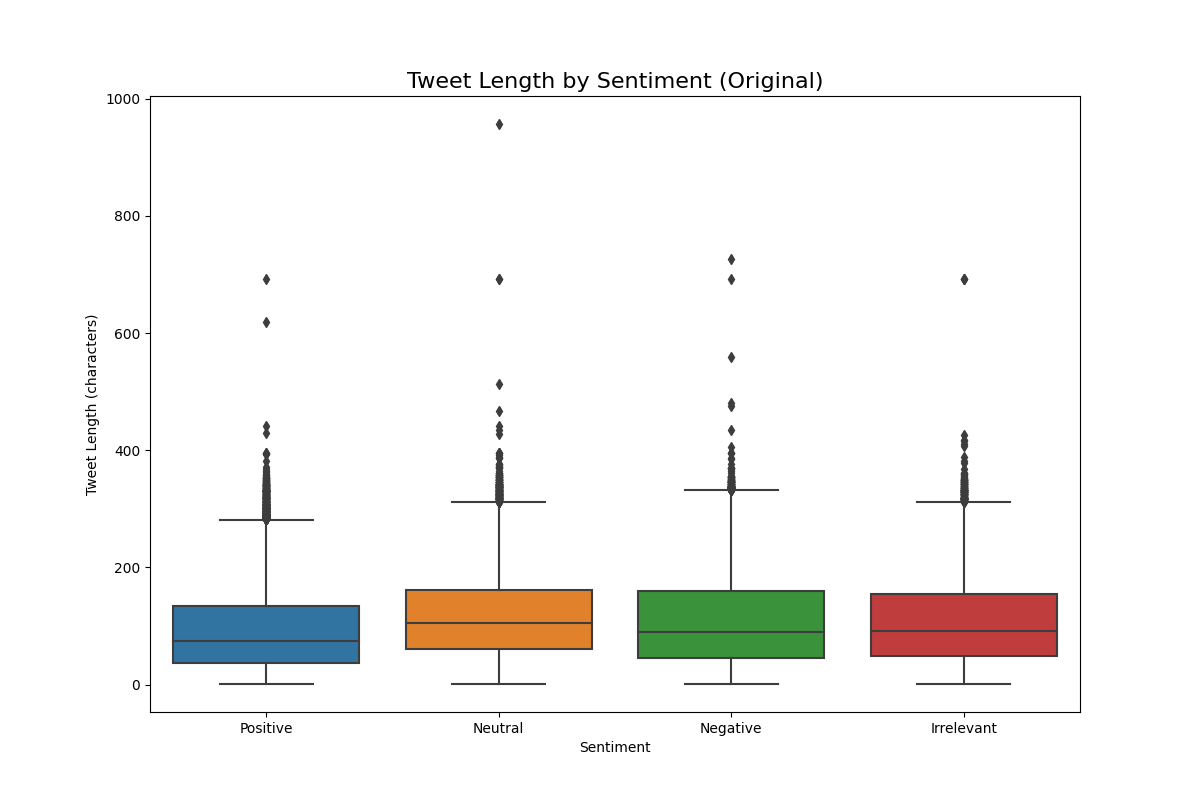 Tweet Length by Sentiment (Original)
1000
800
600
400
200
0
Tweet Length (characters)
Positive
Neutral
Negative
Irrelevant
Sentiment